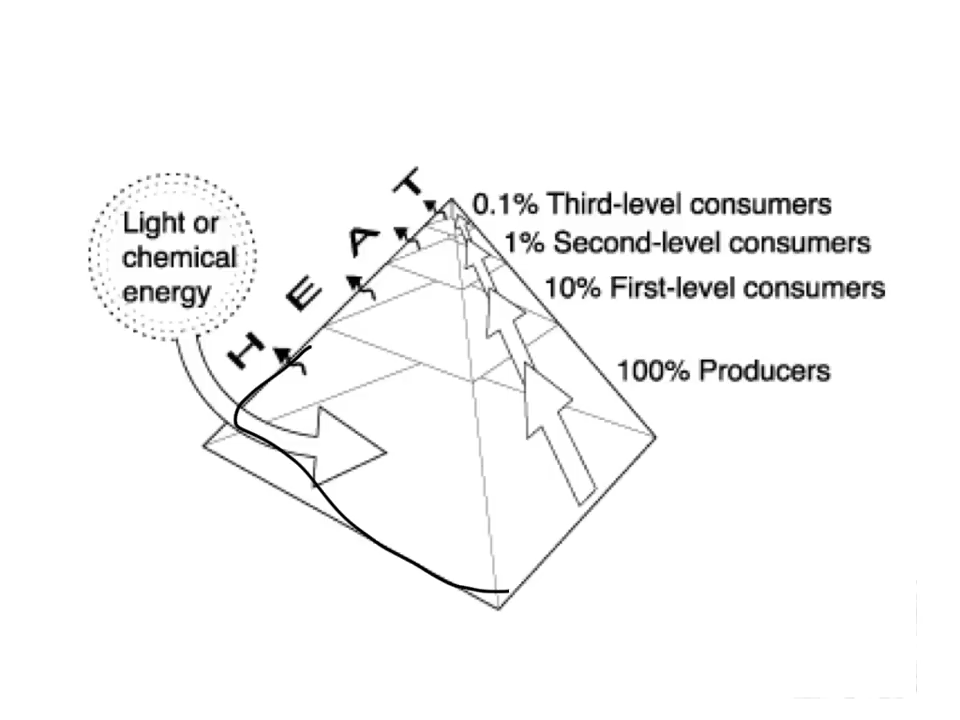 Light or
chemical
energy
H E A T
0.1% Third-level consumers
1% Second-level consumers
10% First-level consumers
100% Producers